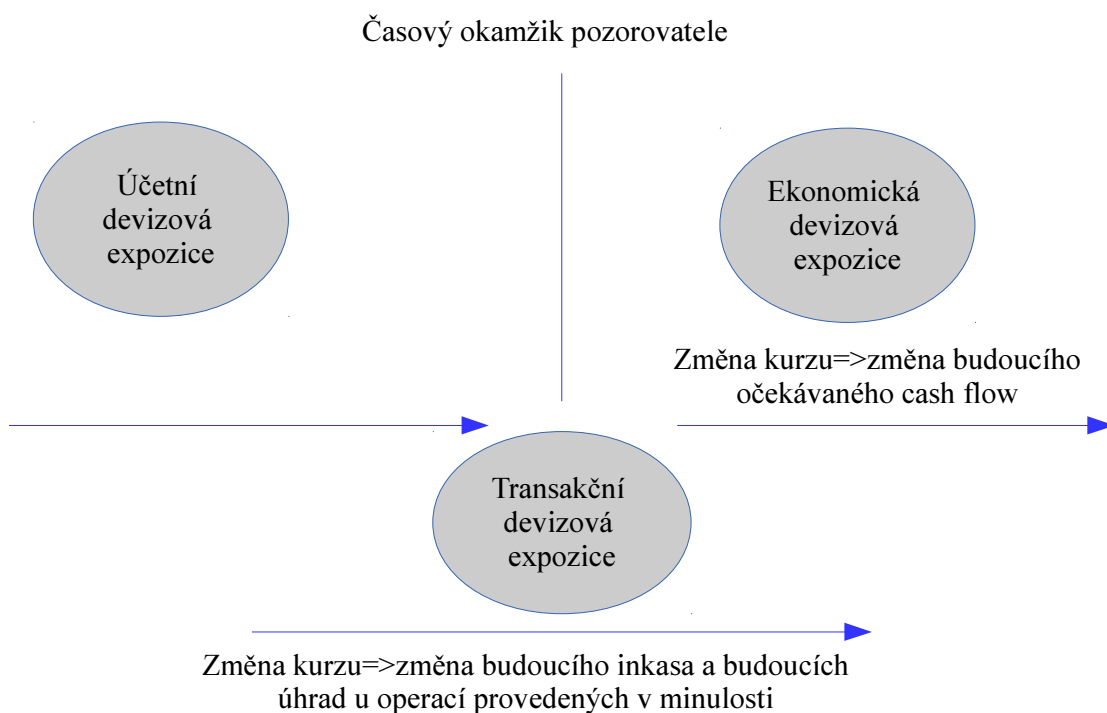 Časový okamžik pozorovatele
Účetní
devizová
expozice
Ekonomická
devizová
expozice
Změna kurzu=>změna budoucího
očekávaného cash flow
Transakční
devizová
expozice
Změna kurzu=>změna budoucího inkasa a budoucích
úhrad u operací provedených v minulosti